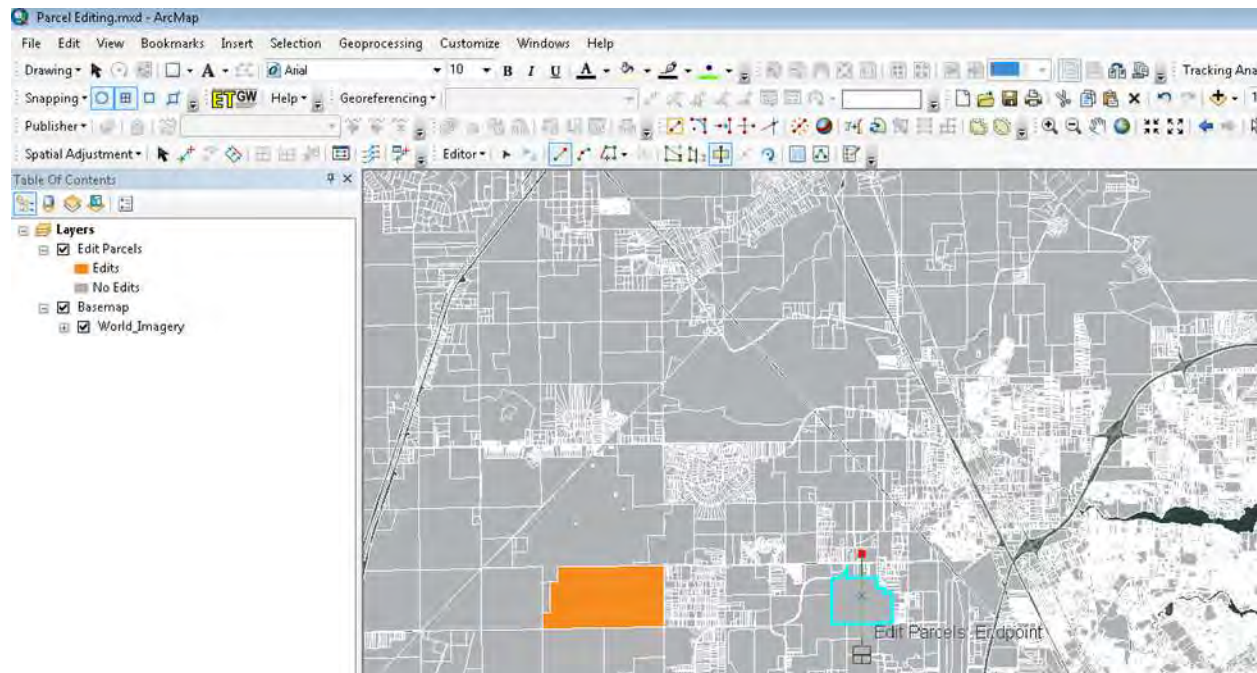 Parcel Editing.mxd - ArcMap
File Edit View Bookmarks Insert Selection Geoprocessing Customize Windows Help
Drawing A Arial 10 B I U A Tracking Ana
Snapping ET GW Help Georeferencing 1
Publisher
Spatial Adjustment Editor
Table Of Contents
Layers
Edit Parcels
Edits
No Edits
Basemap
World_Imagery
Edit Parcels: Endpoint